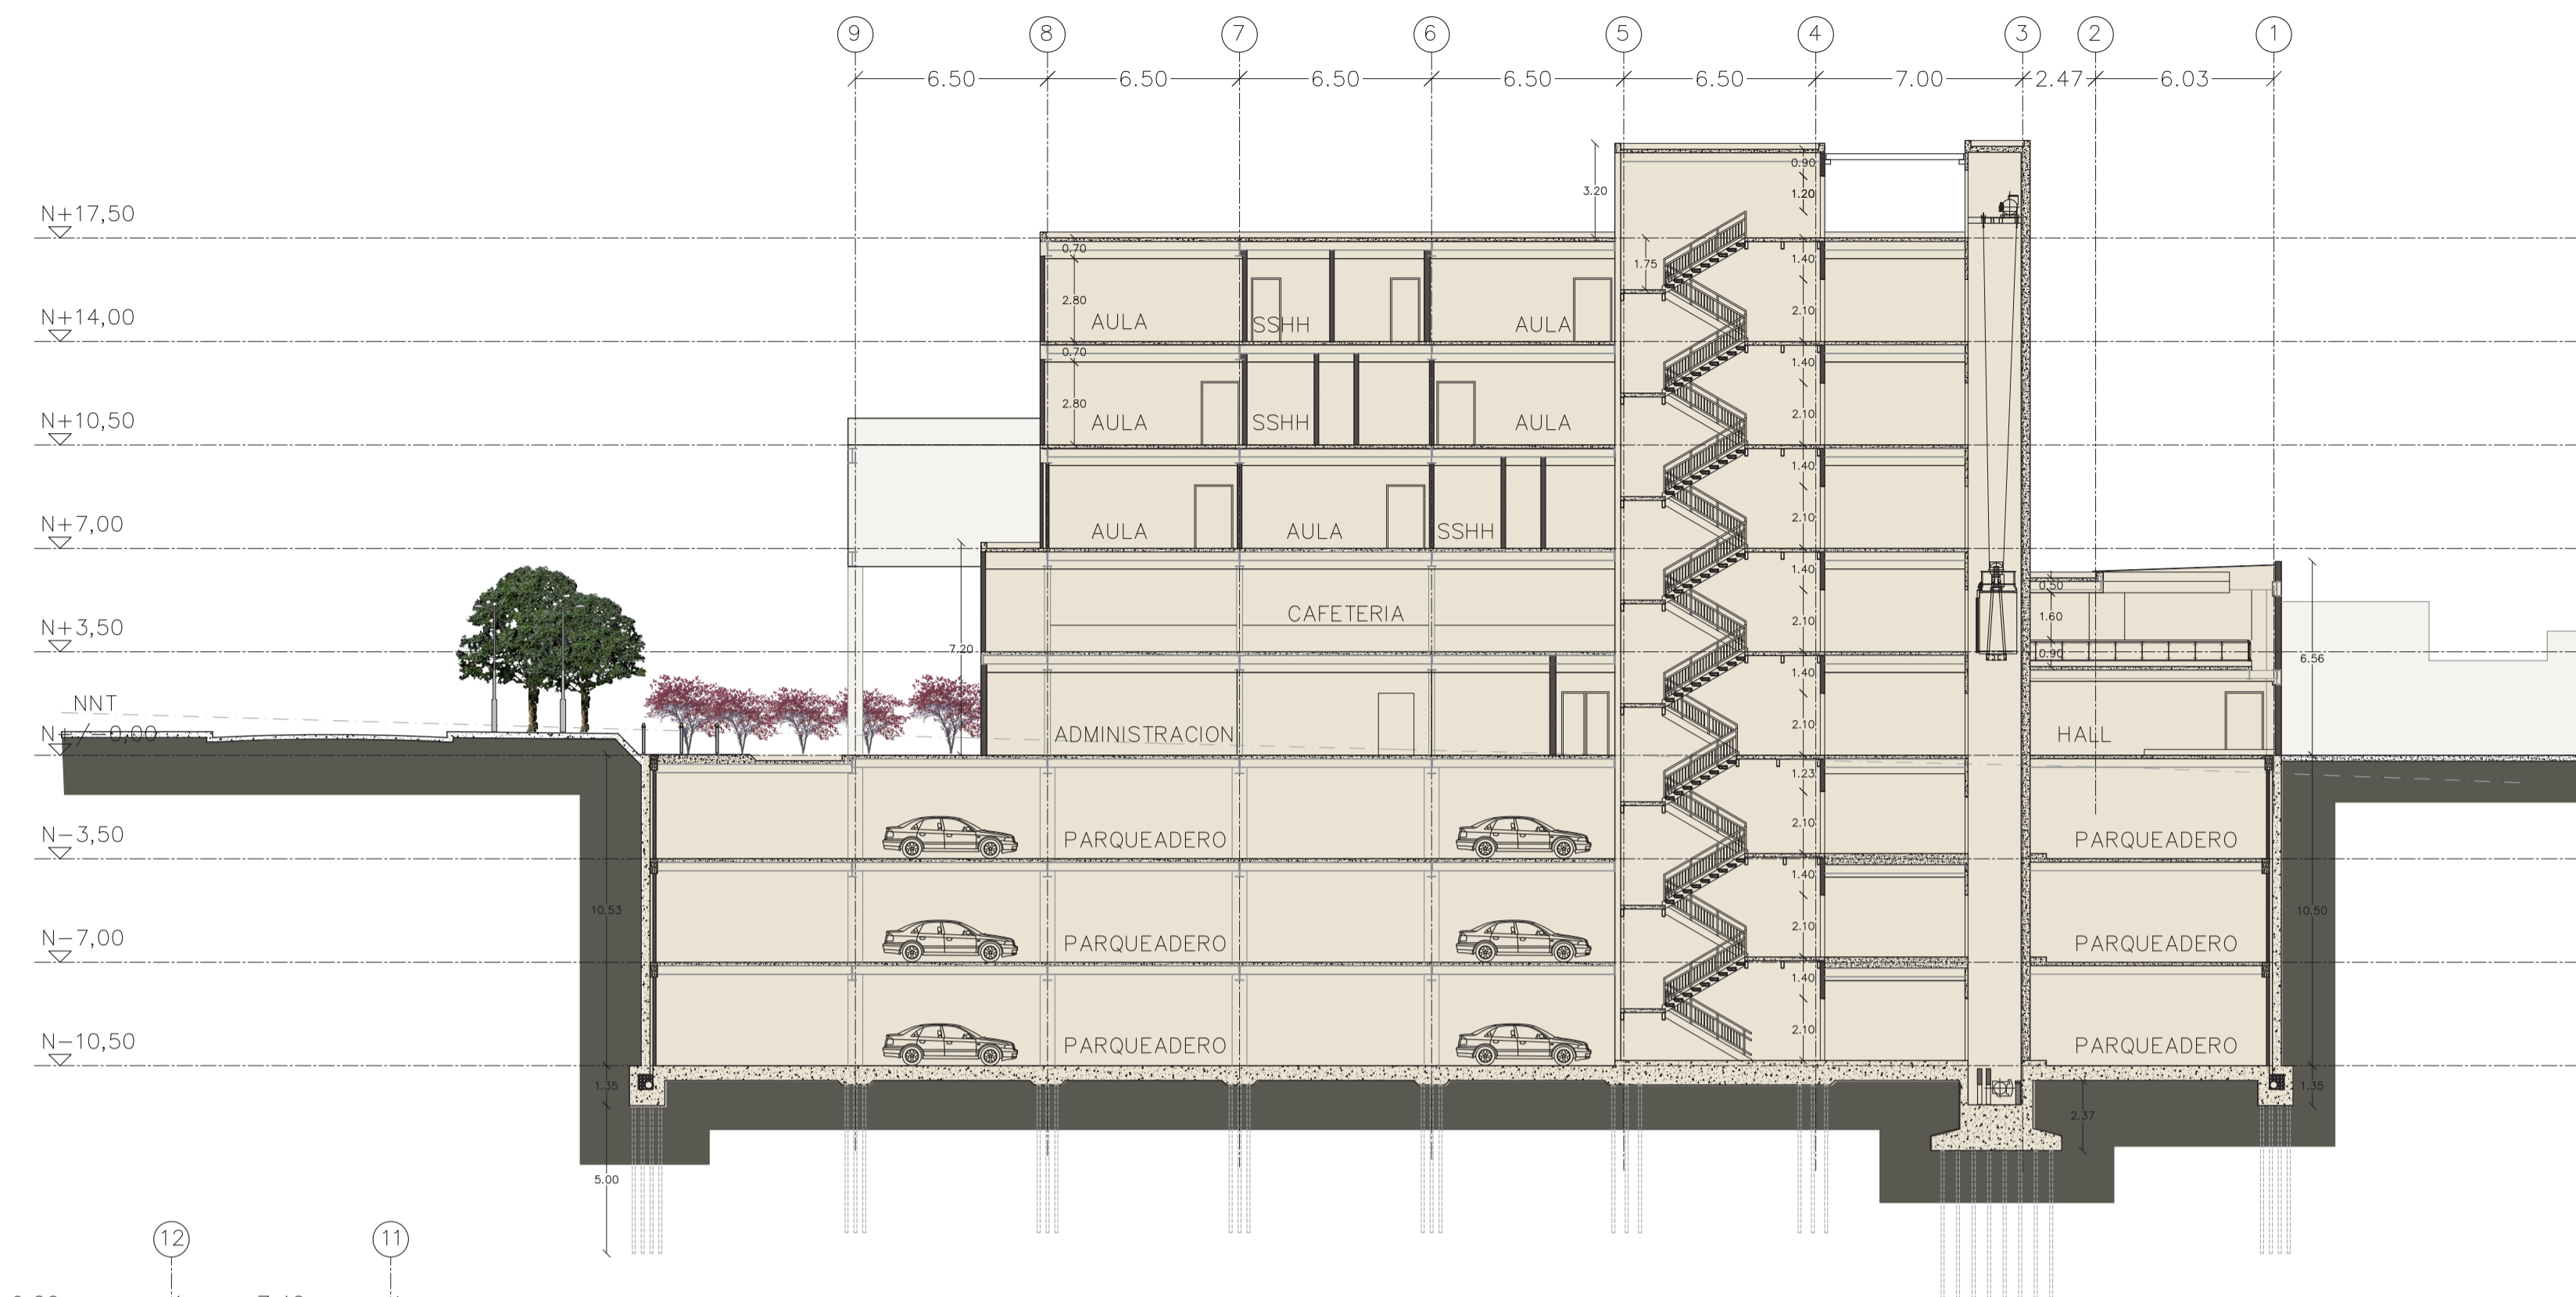 9 8 7 6 5 4 3 2 1
6.50 6.50 6.50 6.50 6.50 7.00 2.47 6.03
0.90
3.20
1.20
N+17,50
0.70
1.75 1.40
2.80
2.10
AULA SSHH AULA
N+14,00
0.70
1.40
2.80
2.10
AULA SSHH AULA
N+10,50
1.40
2.10
AULA AULA SSHH
N+7,00
1.40
0.50
CAFETERIA
1.60
2.10
N+3,50
7.20
0.90
6.56
1.40
NNT
2.10
N+/-0,00
ADMINISTRACION HALL
1.23
2.10
N-3,50
PARQUEADERO PARQUEADERO
1.40
10.53 10.50
2.10
N-7,00
PARQUEADERO PARQUEADERO
1.40
2.10
N-10,50
PARQUEADERO PARQUEADERO
1.35 1.35
2.37
5.00
12 11